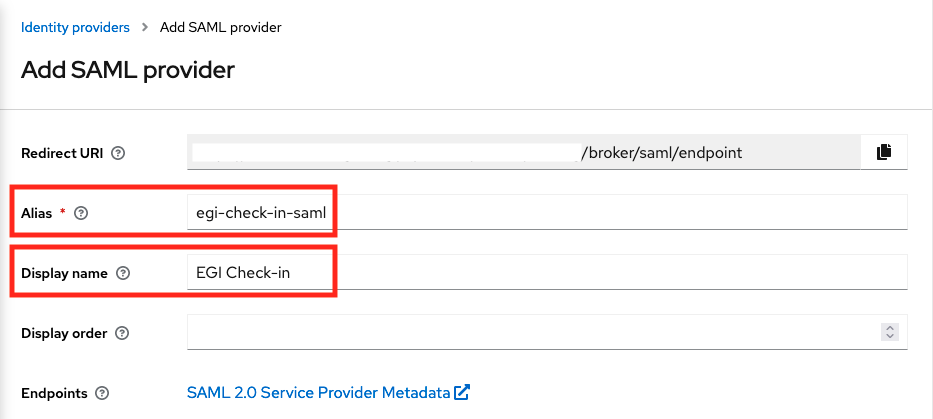 Identity providers > Add SAML provider
Add SAML provider
Redirect URI /broker/saml/endpoint
Alias * egi-check-in-saml
Display name EGI Check-in
Display order
Endpoints SAML 2.0 Service Provider Metadata